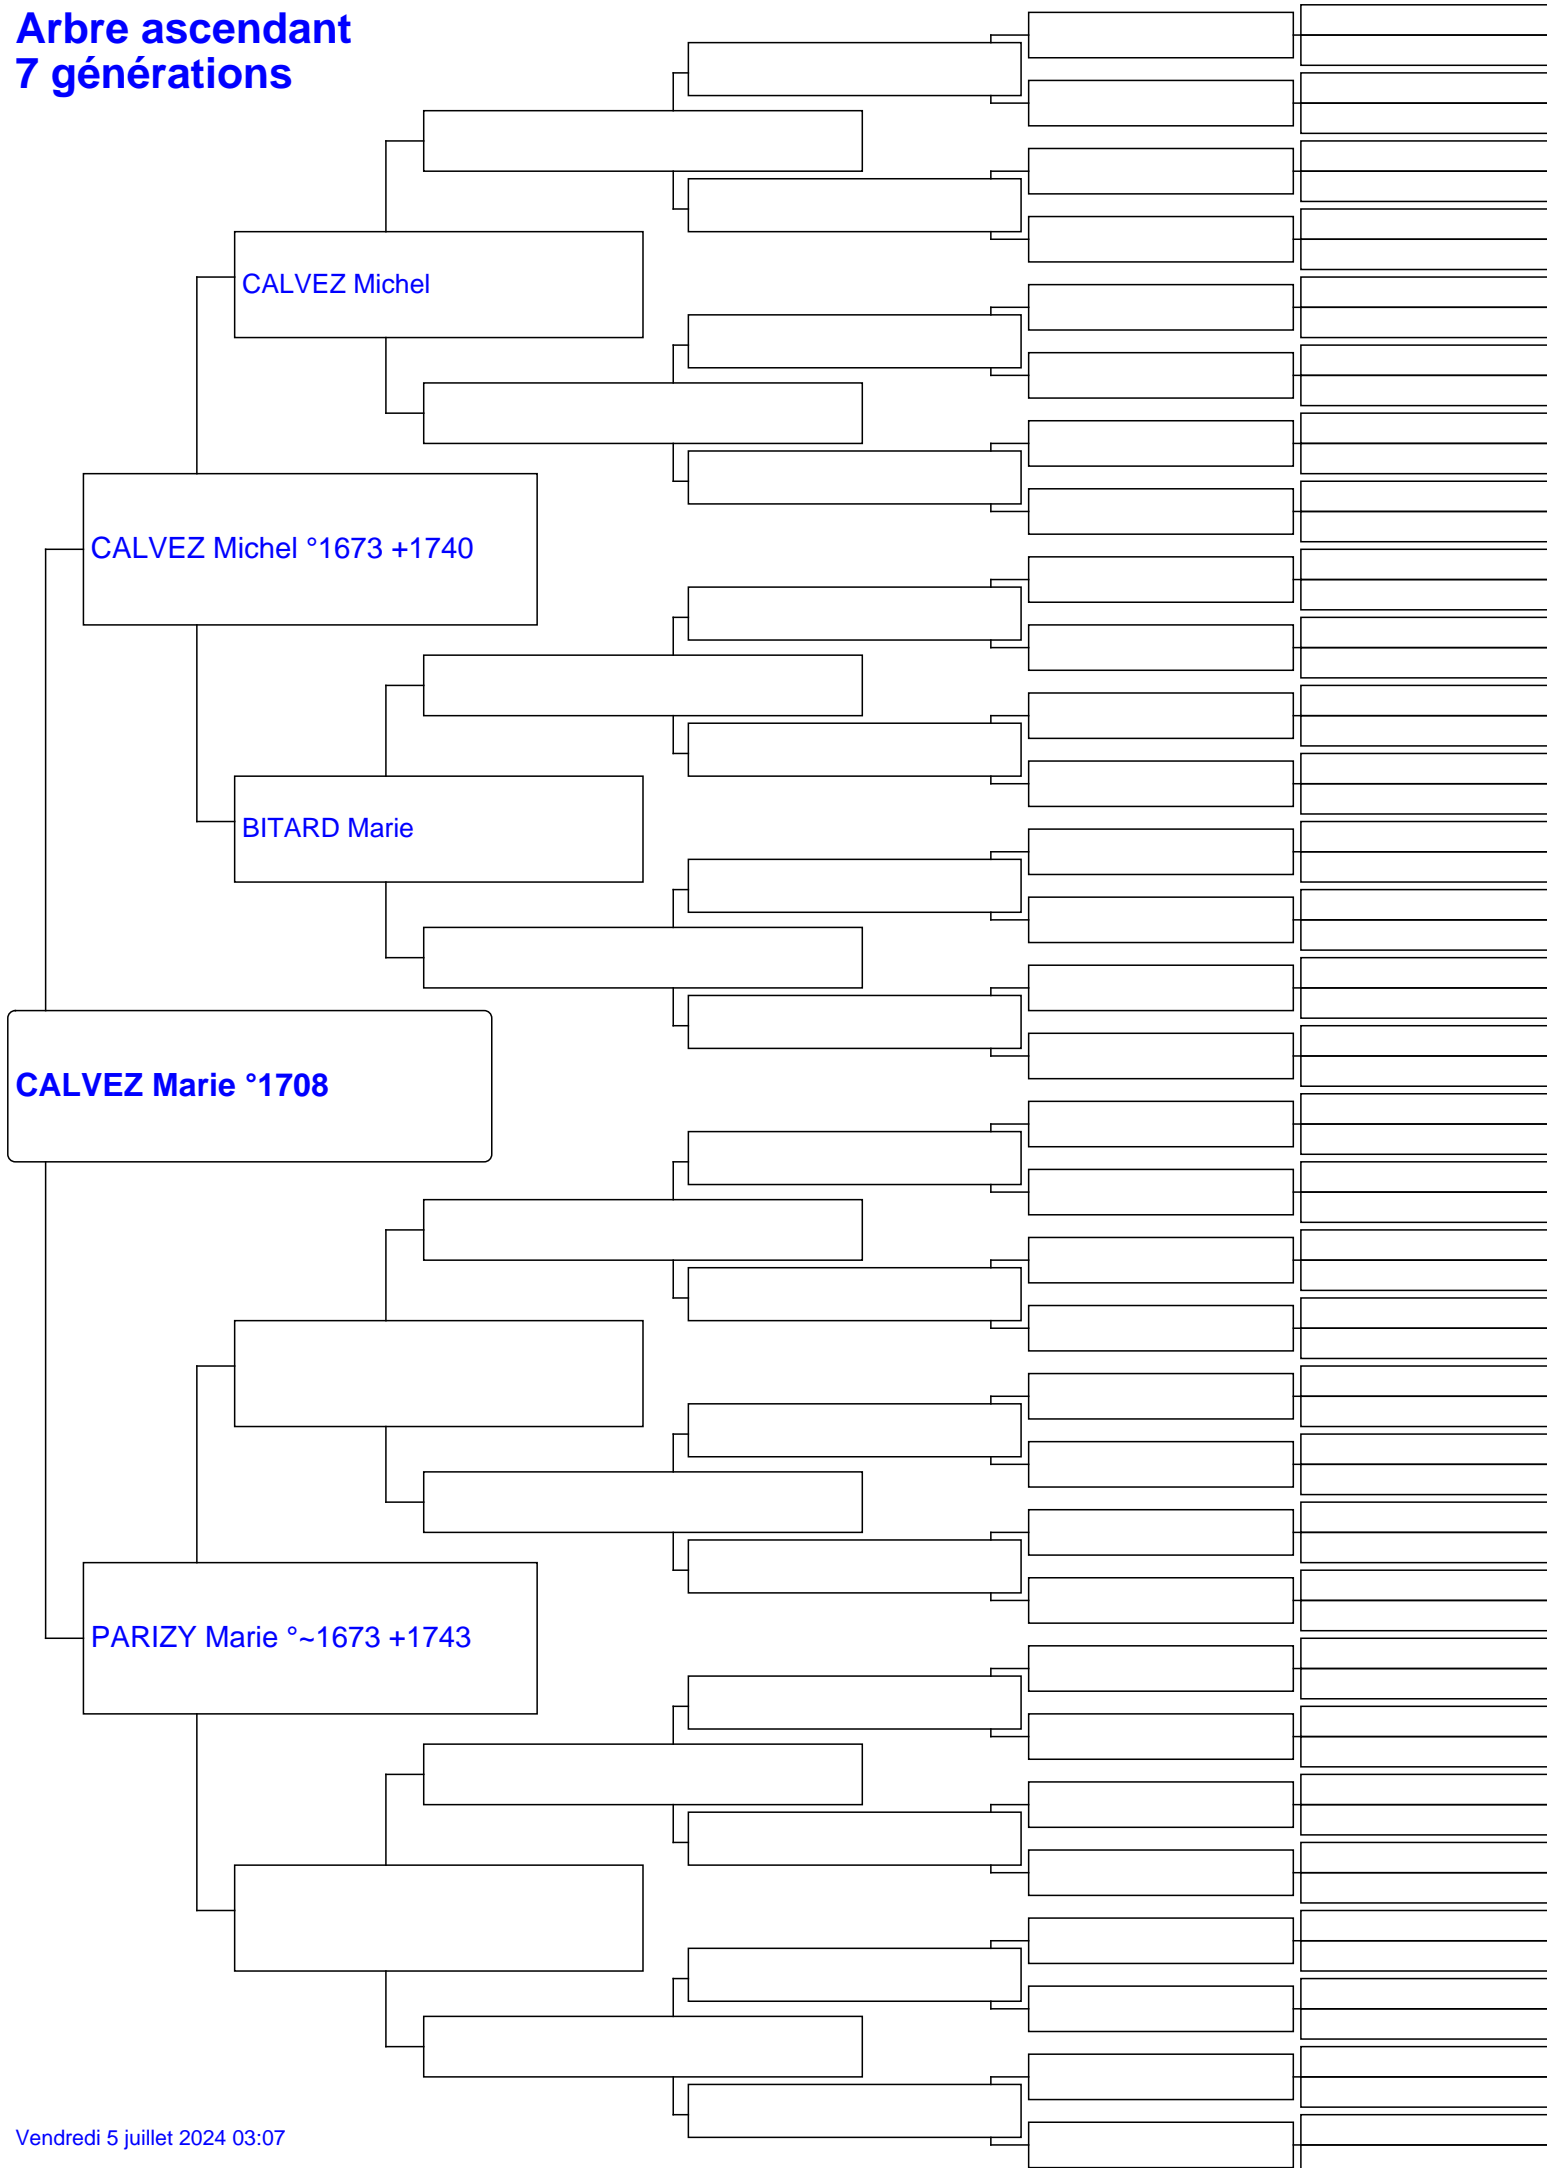 Arbre ascendant
7 générations
CALVEZ Michel
CALVEZ Michel °1673 +1740
BITARD Marie
CALVEZ Marie °1708
PARIZY Marie °~1673 +1743
Vendredi 5 juillet 2024 03:07